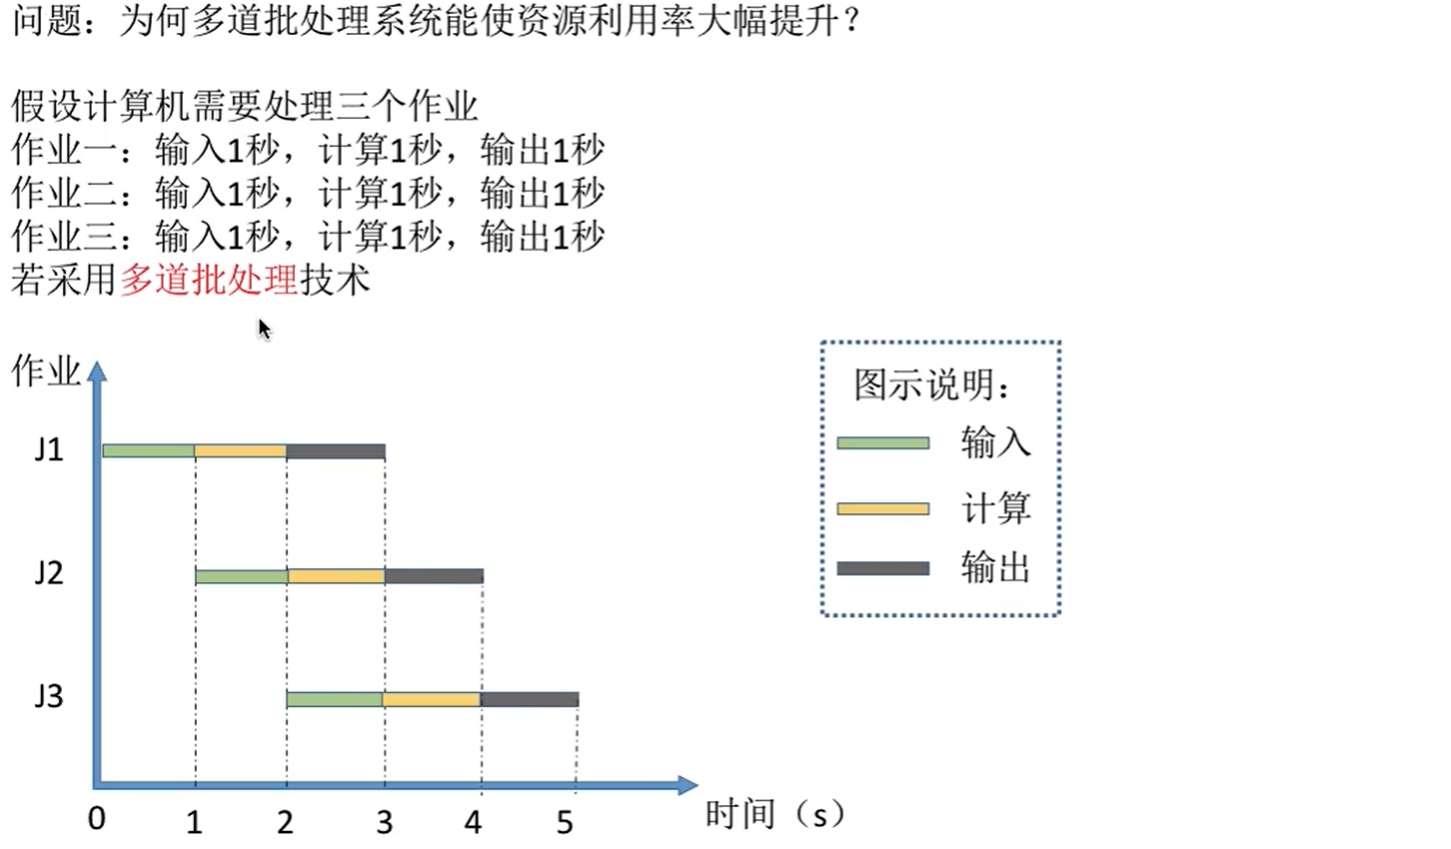 问题：为何多道批处理系统能使资源利用率大幅提升？
假设计算机需要处理三个作业
作业一：输入1秒，计算1秒，输出1秒
作业二：输入1秒，计算1秒，输出1秒
作业三：输入1秒，计算1秒，输出1秒
若采用多道批处理技术
作业
J1
J2
J3
0 1 2 3 4 5
时间（s）
图示说明：
输入
计算
输出